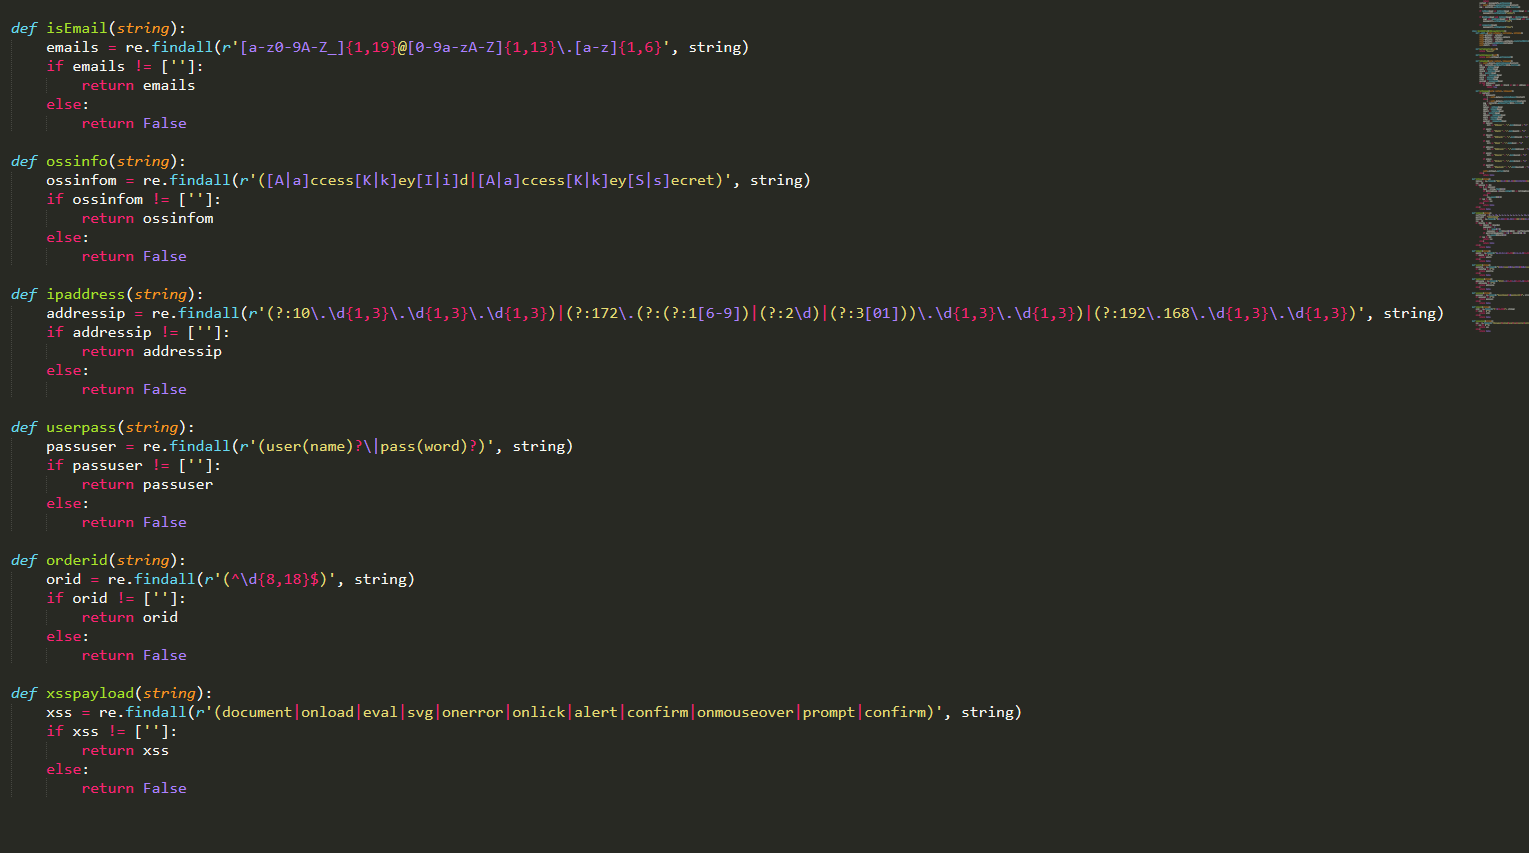 def isEmail(string):
    emails = re.findall(r'[a-z0-9A-Z_]{1,19}@[0-9a-zA-Z]{1,13}\.[a-z]{1,6}', string)
    if emails != ['']:
        return emails
    else:
        return False
def ossinfo(string):
    ossinfom = re.findall(r'([A|a]ccess[K|k]ey[I|i]d|[A|a]ccess[K|k]ey[S|s]ecret)', string)
    if ossinfom != ['']:
        return ossinfom
    else:
        return False
def ipaddress(string):
    addressip = re.findall(r'(?:10\.\d{1,3}\.\d{1,3}\.\d{1,3})|(?:172\.(?:(?:1[6-9])|(?:2\d)|(?:3[01]))\.\d{1,3}\.\d{1,3})|(?:192\.168\.\d{1,3}\.\d{1,3})', string)
    if addressip != ['']:
        return addressip
    else:
        return False
def userpass(string):
    passuser = re.findall(r'(user(name)?\|pass(word)?)', string)
    if passuser != ['']:
        return passuser
    else:
        return False
def orderid(string):
    orid = re.findall(r'(^\d{8,18}$)', string)
    if orid != ['']:
        return orid
    else:
        return False
def xsspayload(string):
    xss = re.findall(r'(document|onload|eval|svg|onerror|onlick|alert|confirm|onmouseover|prompt|confirm)', string)
    if xss != ['']:
        return xss
    else:
        return False